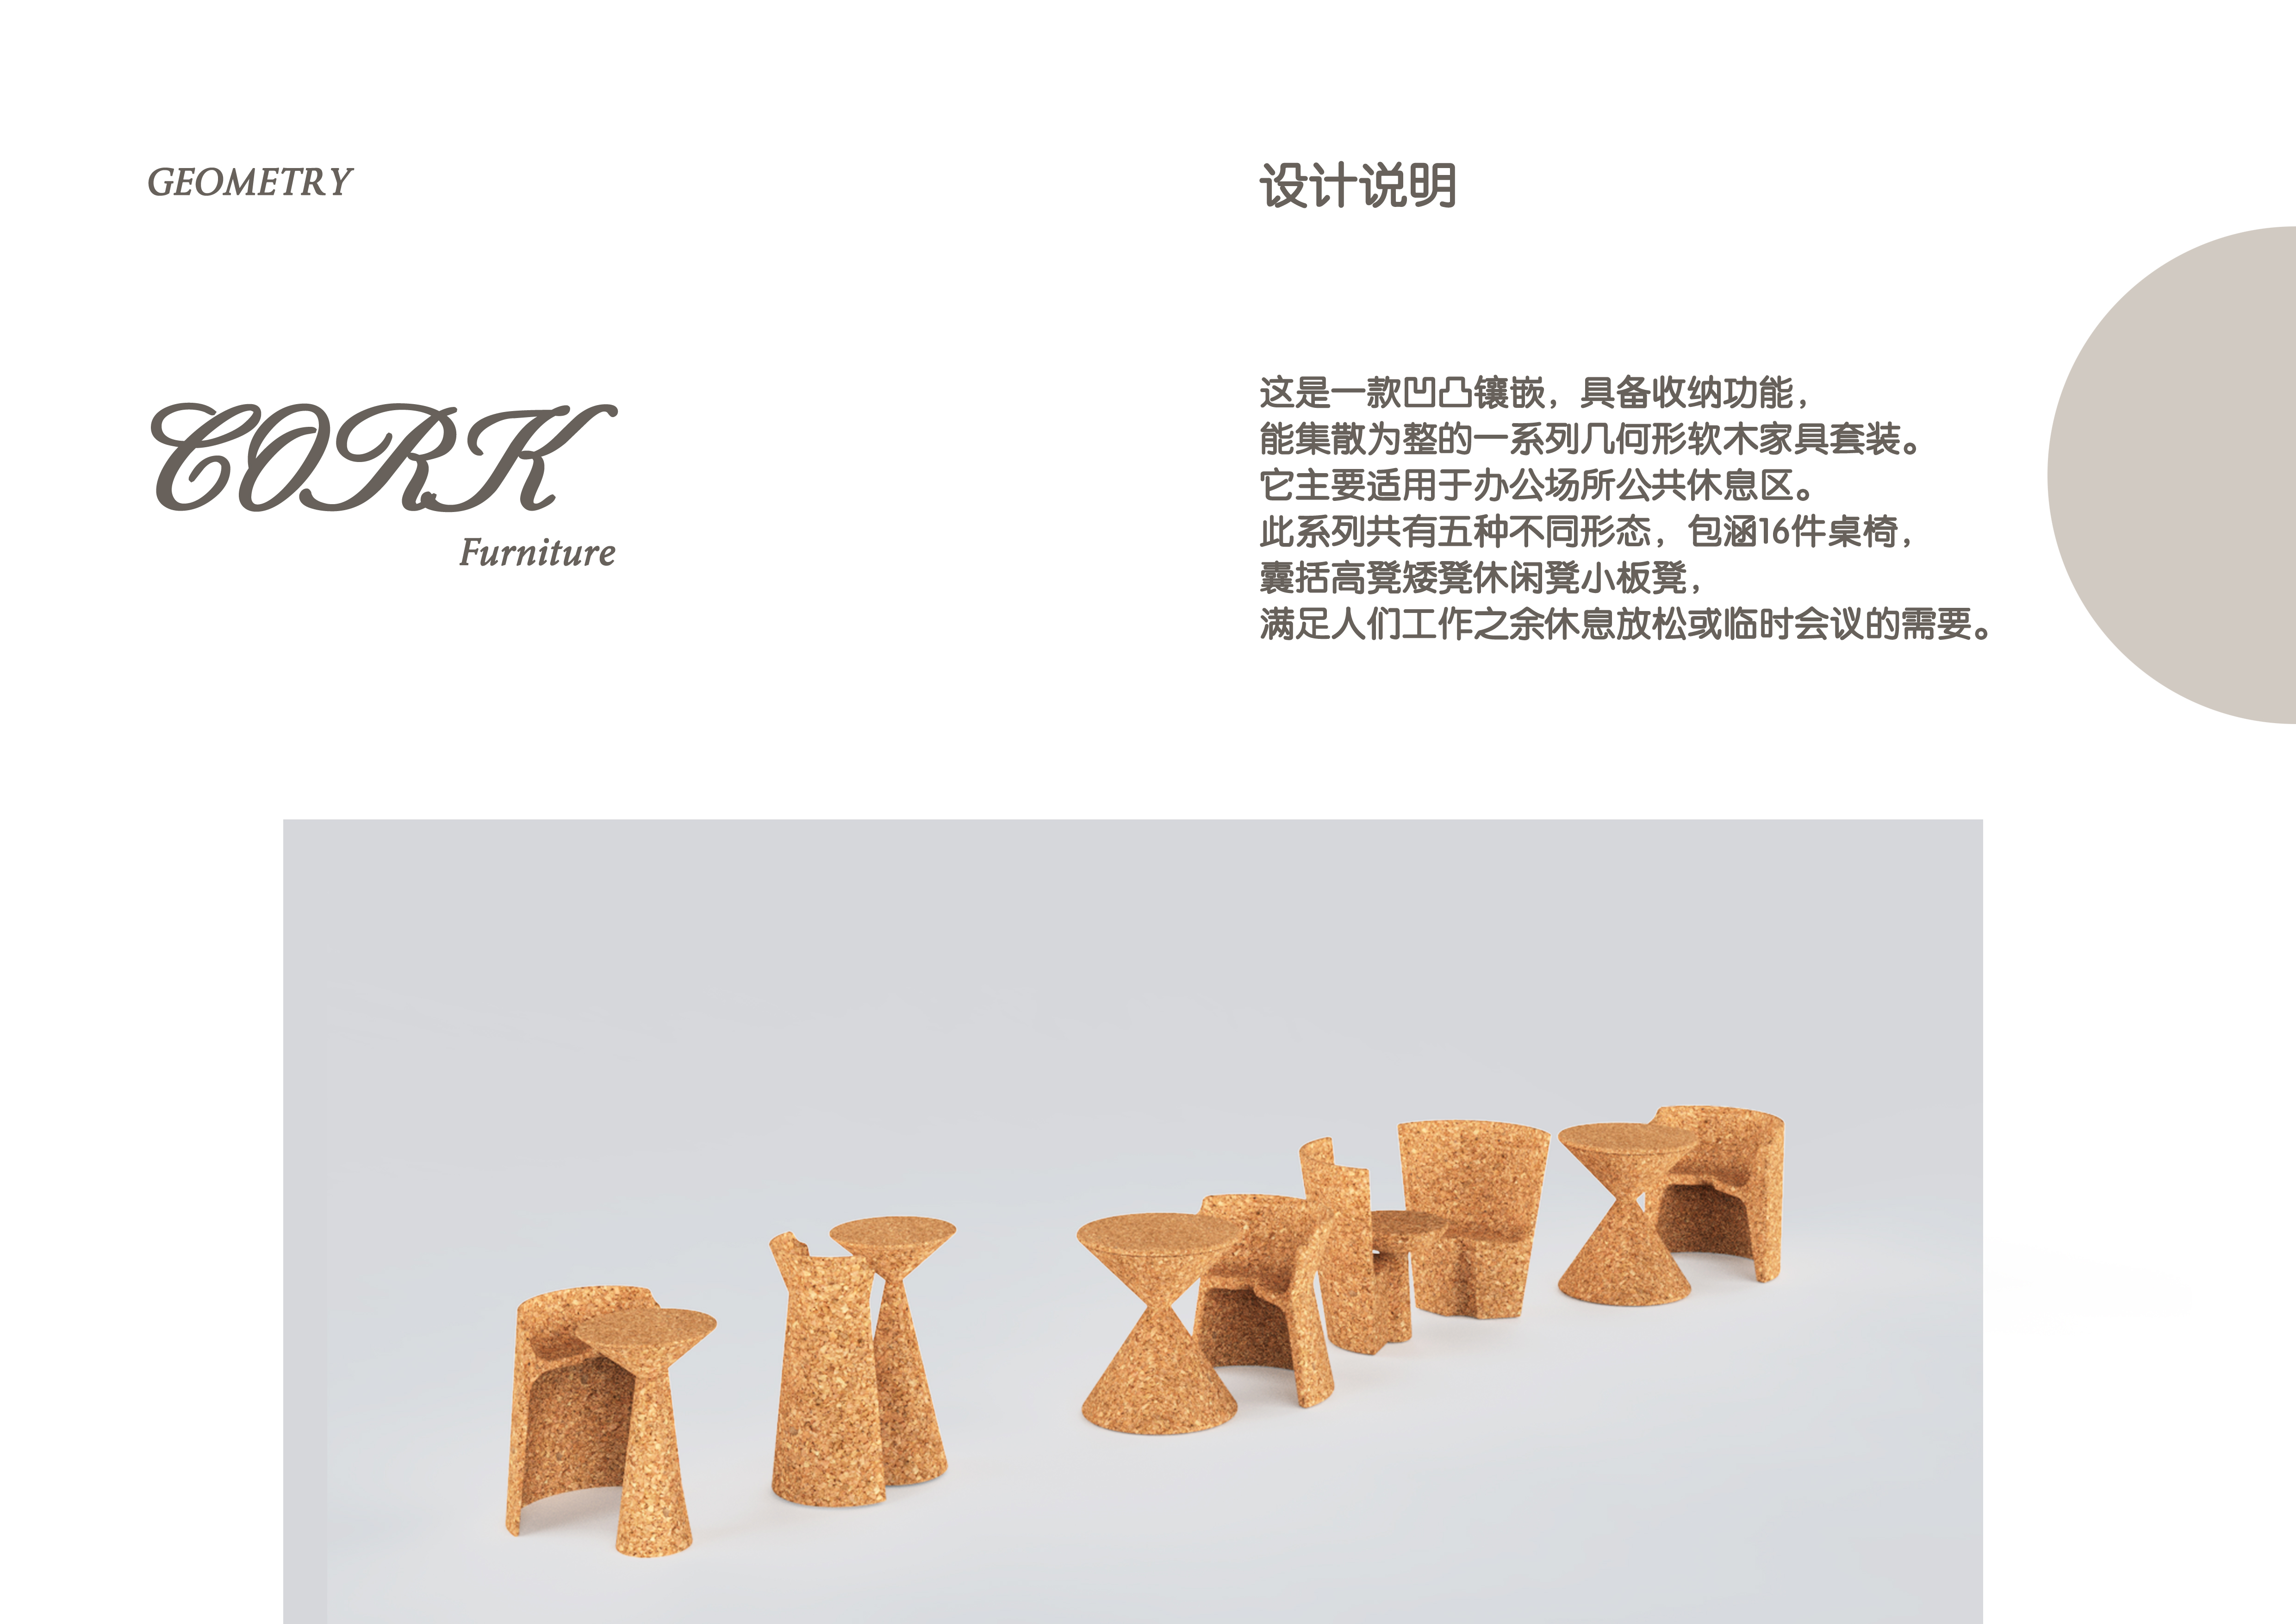 GEOMETRY
CORK
Furniture
设计说明
这是一款凹凸镶嵌，具备收纳功能，
能集散为整的一系列几何形软木家具套装。
它主要适用于办公场所公共休息区。
此系列共有五种不同形态，包涵16件桌椅，
囊括高凳矮凳休闲凳小板凳，
满足人们工作之余休息放松或临时会议的需要。